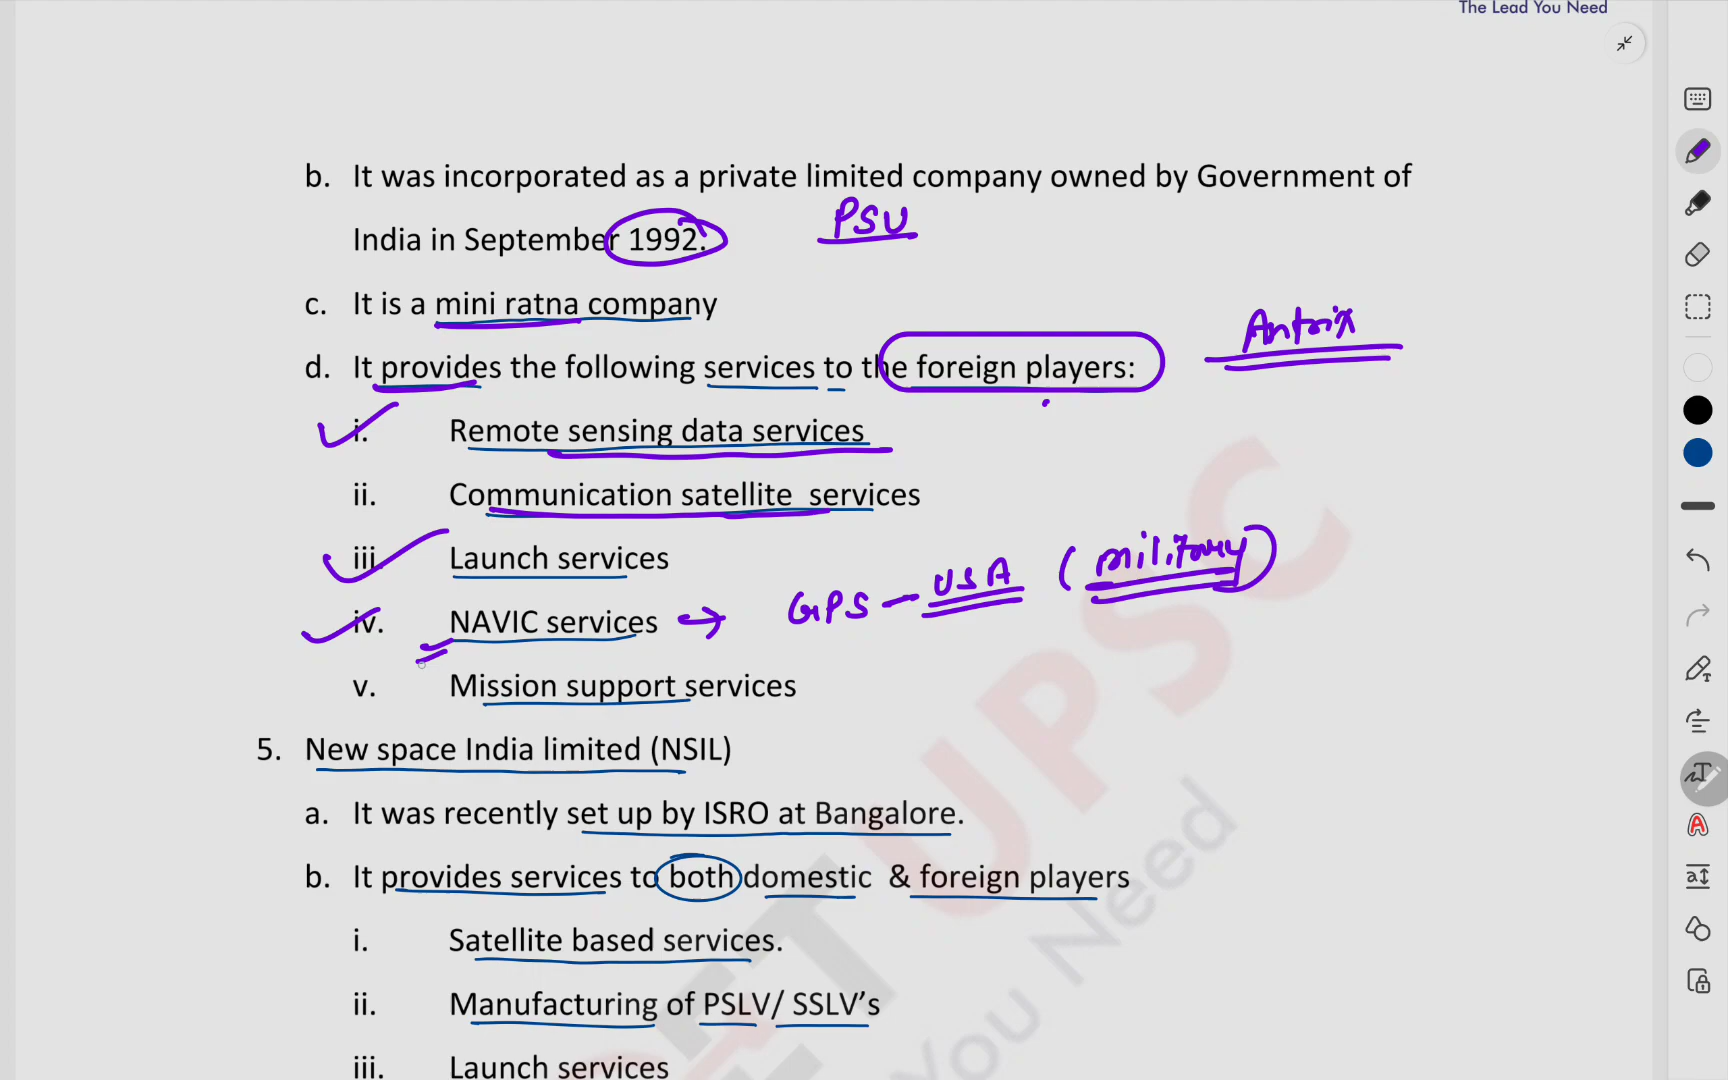 The Lead You Need
b. It was incorporated as a private limited company owned by Government of
PSU
India in September 1992.
c. It is a mini ratna company
Antrix
d. It provides the following services to the foreign players:
i. Remote sensing data services
ii. Communication satellite services
iii. Launch services
iv. NAVIC services → GPS - USA (military)
v. Mission support services
5. New space India limited (NSIL)
a. It was recently set up by ISRO at Bangalore.
b. It provides services to both domestic & foreign players
i. Satellite based services.
ii. Manufacturing of PSLV/ SSLV's
iii. Launch services
ET UPSC
You Need